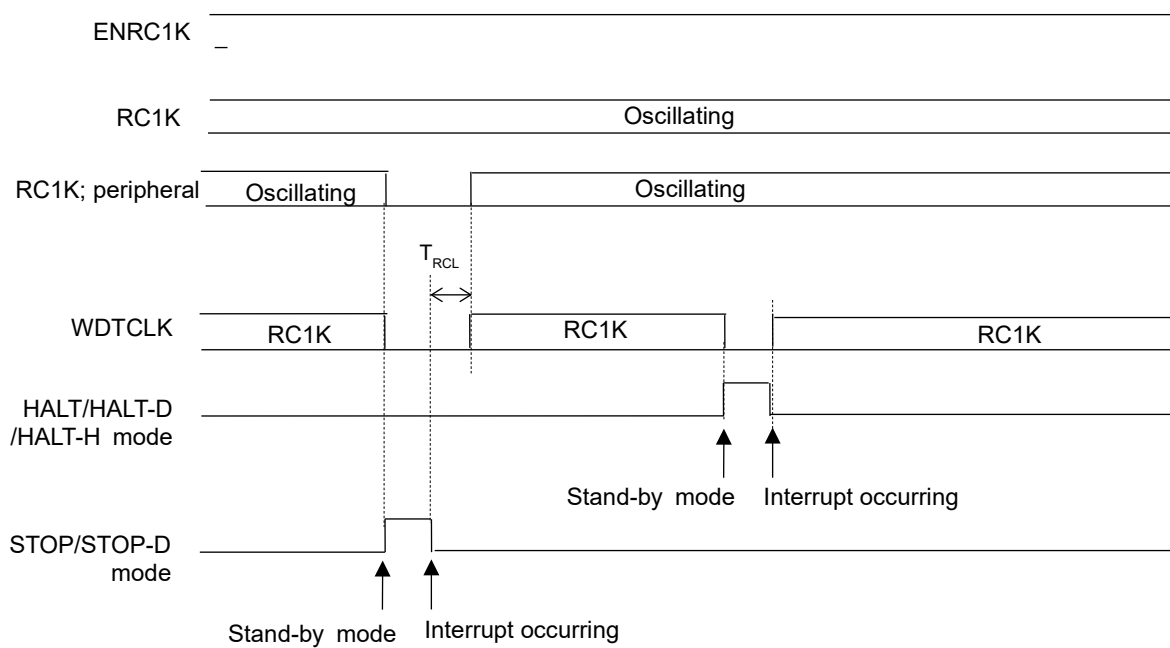 ENRC1K
RC1K
Oscillating
RC1K; peripheral
Oscillating
Oscillating
TRCL
WDTCLK
RC1K
RC1K
RC1K
HALT/HALT-D
/HALT-H mode
Stand-by mode
Interrupt occurring
STOP/STOP-D
mode
Stand-by mode
Interrupt occurring